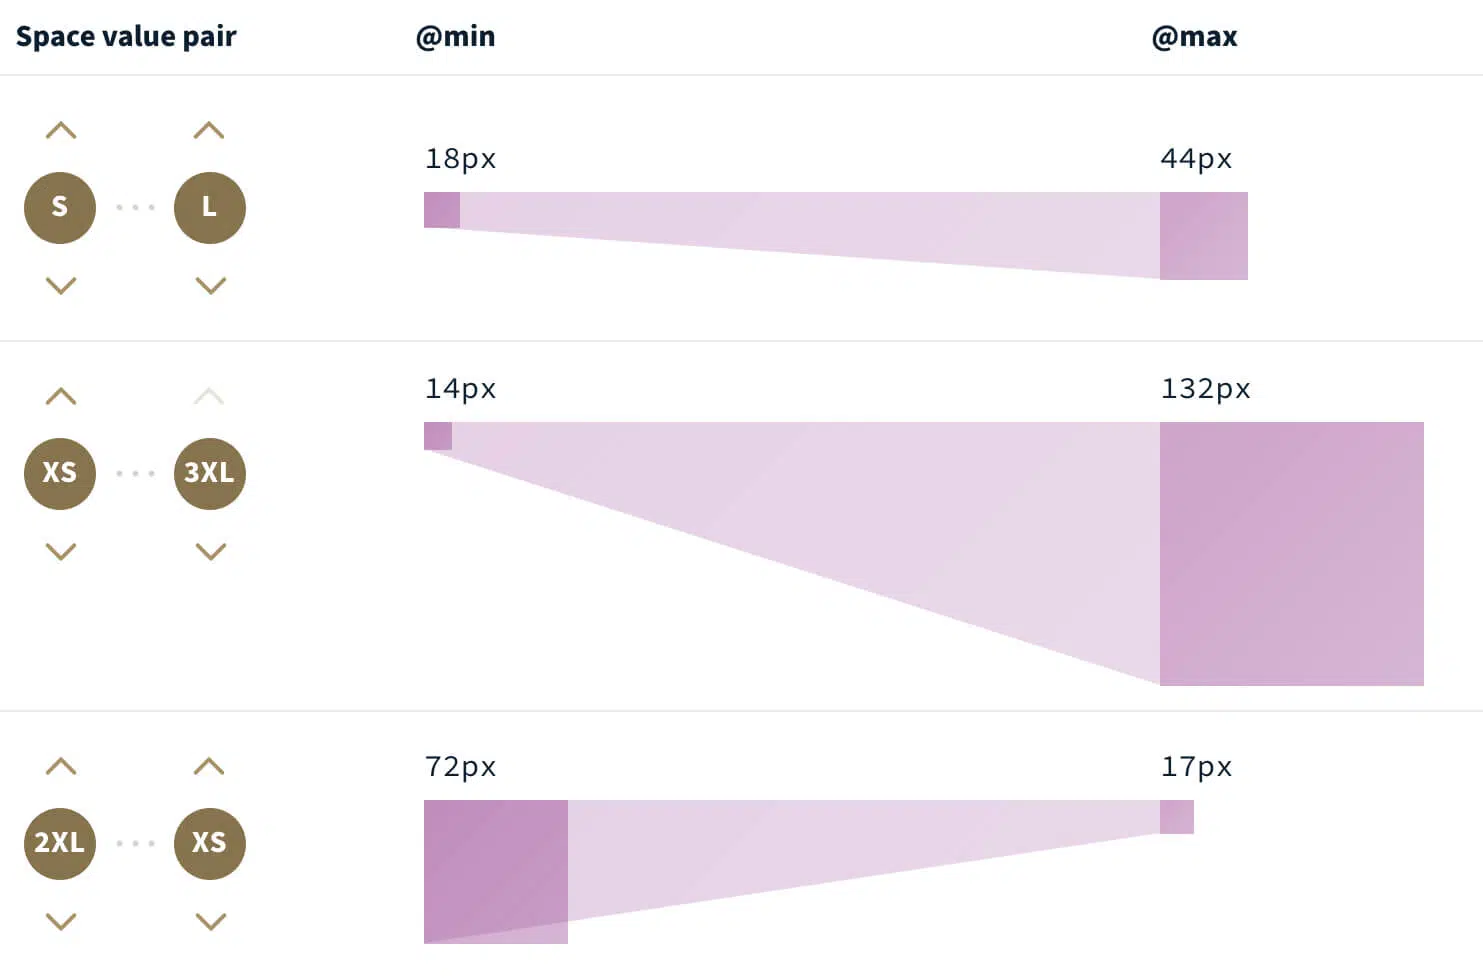 Space value pair @min @max
18px 44px
S L
14px 132px
XS 3XL
72px 17px
2XL XS